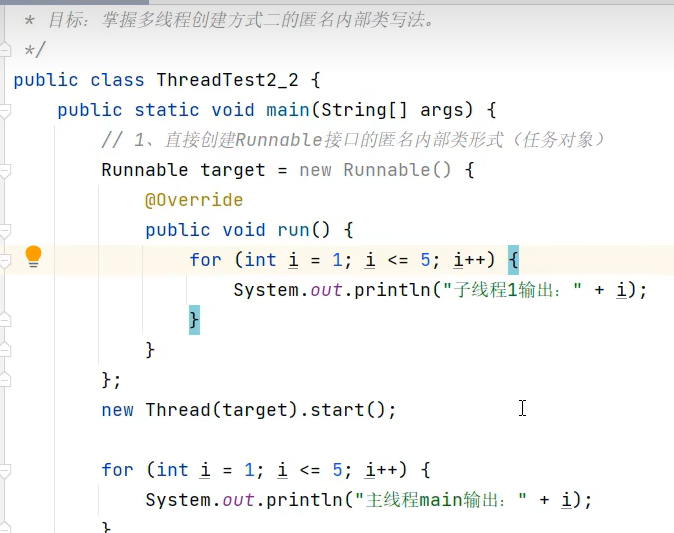 * 目标：掌握多线程创建方式二的匿名内部类写法。
*/
public class ThreadTest2_2 {
public static void main(String[] args) {
// 1、直接创建Runnable接口的匿名内部类形式（任务对象）
Runnable target = new Runnable() {
@Override
public void run() {
for (int i = 1; i <= 5; i++) {
System.out.println("子线程1输出：" + i);
}
}
};
new Thread(target).start();
for (int i = 1; i <= 5; i++) {
System.out.println("主线程main输出：" + i);
}